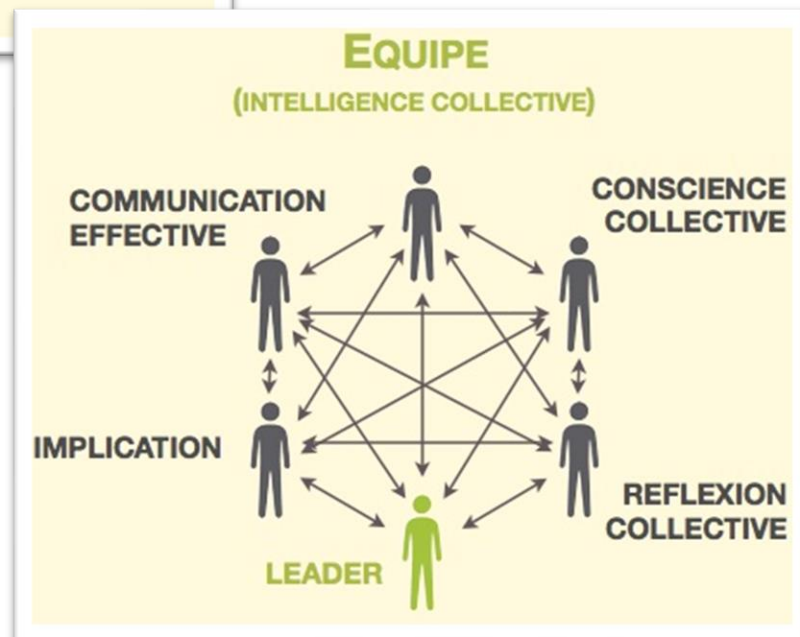 EQUIPE
(INTELLIGENCE COLLECTIVE)
COMMUNICATION
EFFECTIVE
CONSCIENCE
COLLECTIVE
IMPLICATION
REFLEXION
COLLECTIVE
LEADER